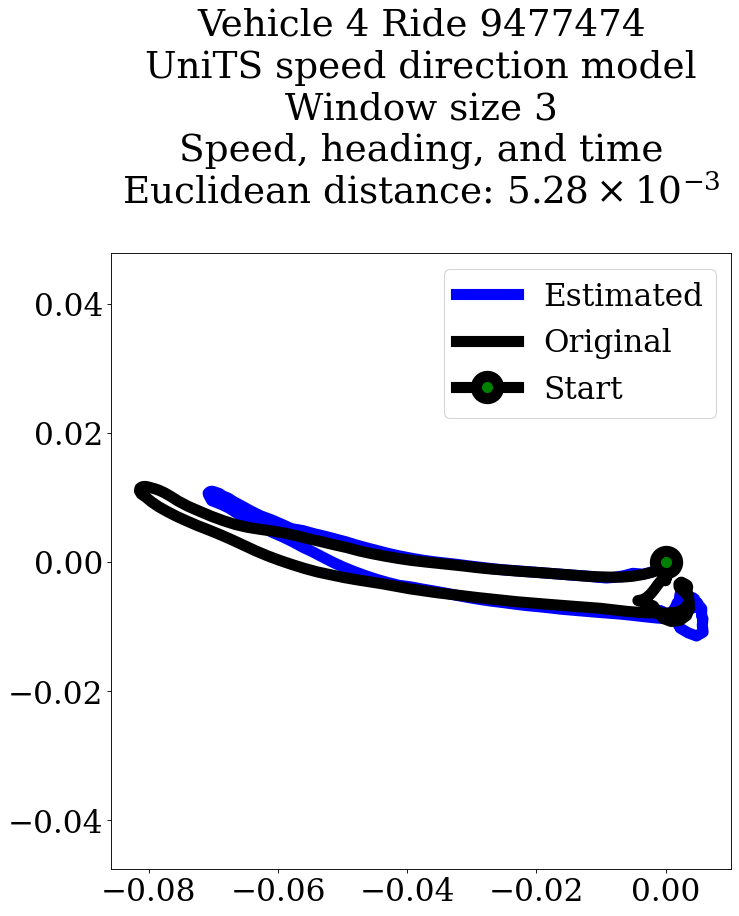 Vehicle 4 Ride 9477474
UniTS speed direction model
Window size 3
Speed, heading, and time
Euclidean distance: 5.28 × 10⁻³
Estimated
Original
Start
0.04
0.02
0.00
−0.02
−0.04
−0.08 −0.06 −0.04 −0.02 0.00